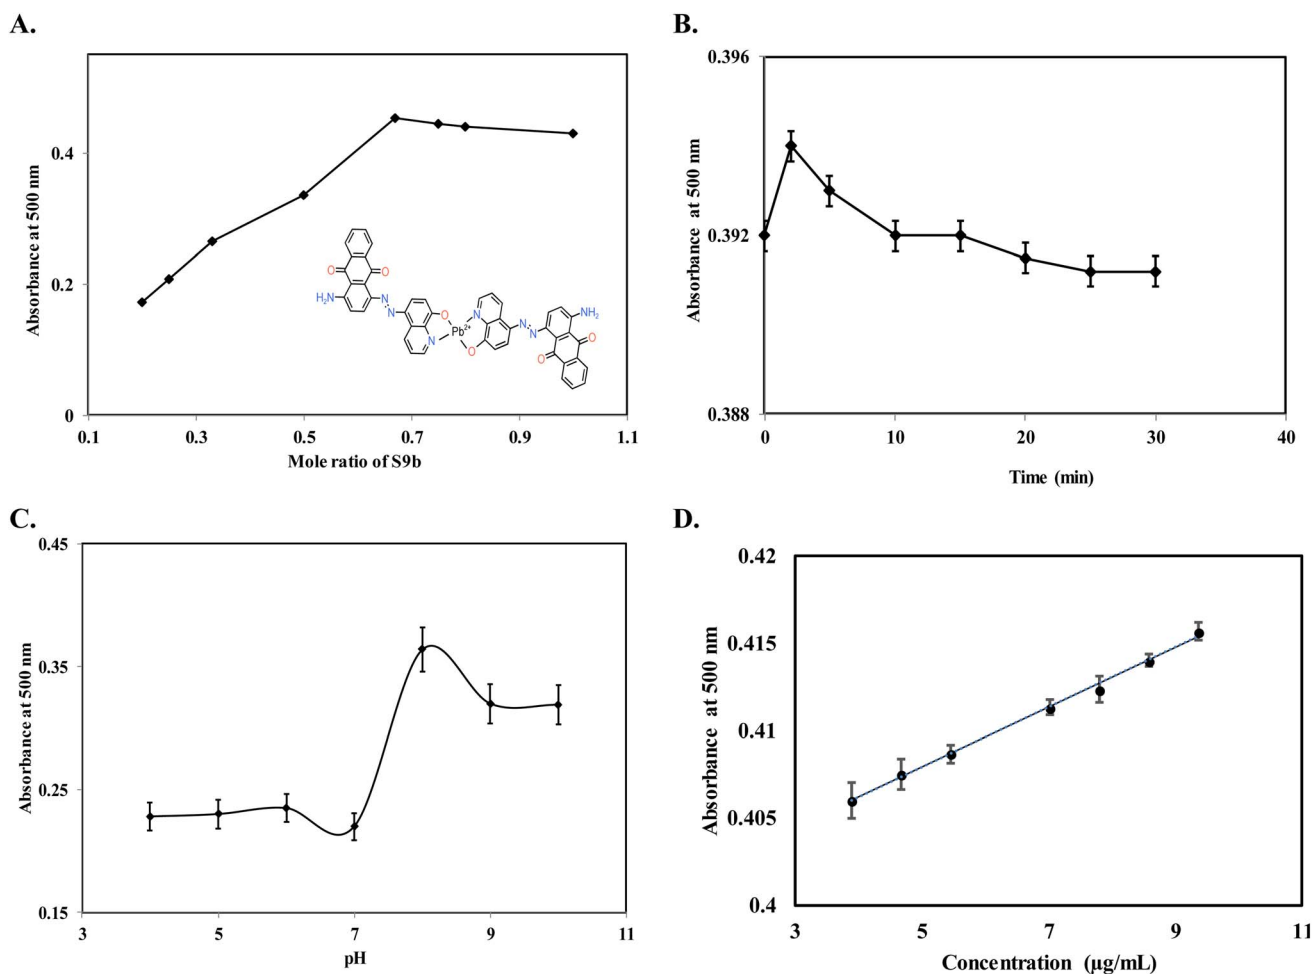 A.
Absorbance at 500 nm
0.4
0.2
0
0.1
0.3
0.5
0.7
0.9
1.1
Mole ratio of S9b
O
O
H₂N
N
N
O
N
Pb²⁺
N
O
N
N
NH₂
O
O
B.
Absorbance at 500 nm
0.396
0.392
0.388
0
10
20
30
40
Time (min)
C.
Absorbance at 500 nm
0.45
0.35
0.25
0.15
3
5
7
9
11
pH
D.
Absorbance at 500 nm
0.42
0.415
0.41
0.405
0.4
3
5
7
9
11
Concentration (µg/mL)